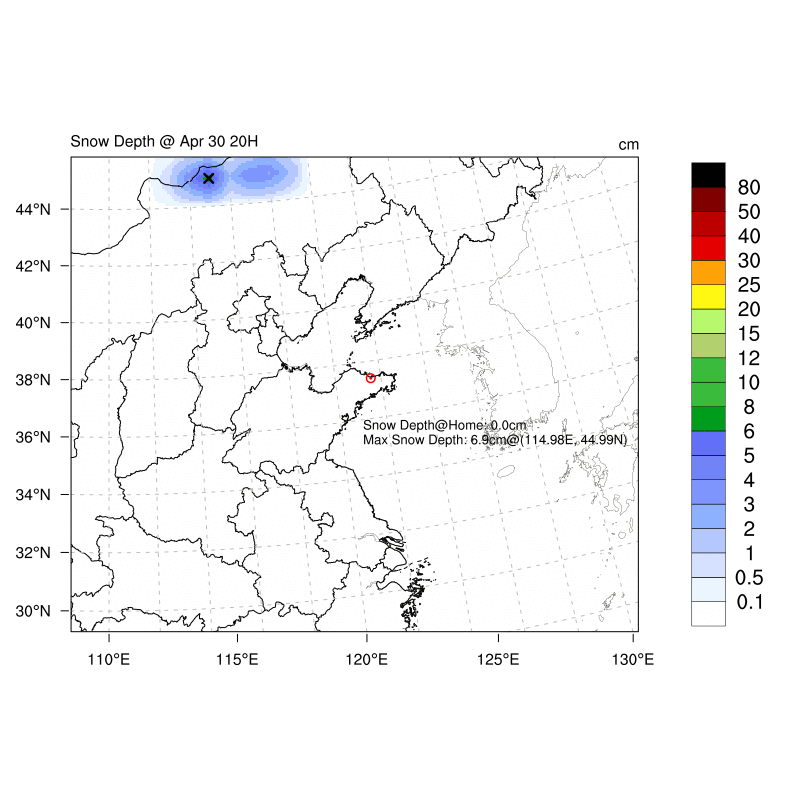 Snow Depth @ Apr 30 20H
cm
44°N
42°N
40°N
38°N
36°N
34°N
32°N
30°N
110°E
115°E
120°E
125°E
130°E
Snow Depth@Home: 0.0cm
Max Snow Depth: 6.9cm@(114.98E, 44.99N)
80
50
40
30
25
20
15
12
10
8
6
5
4
3
2
1
0.5
0.1